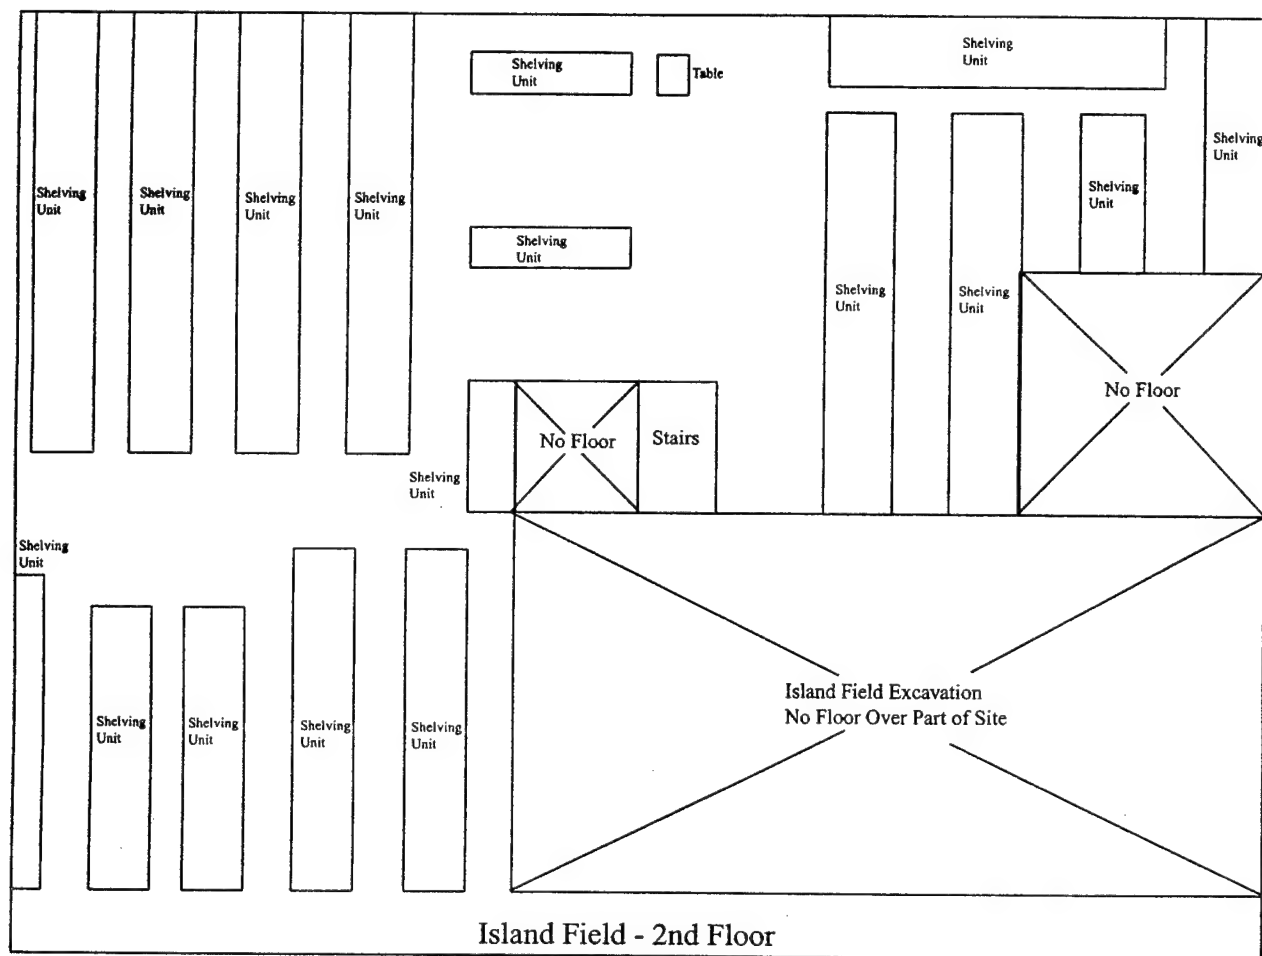 Shelving
Unit
Table
Shelving
Unit
Shelving
Unit
Shelving
Unit
Shelving
Unit
Shelving
Unit
Shelving
Unit
Shelving
Unit
Shelving
Unit
Shelving
Unit
Shelving
Unit
Shelving
Unit
No Floor
No Floor
Stairs
Shelving
Unit
Shelving
Unit
Island Field Excavation
No Floor Over Part of Site
Shelving
Unit
Shelving
Unit
Shelving
Unit
Shelving
Unit
Island Field - 2nd Floor